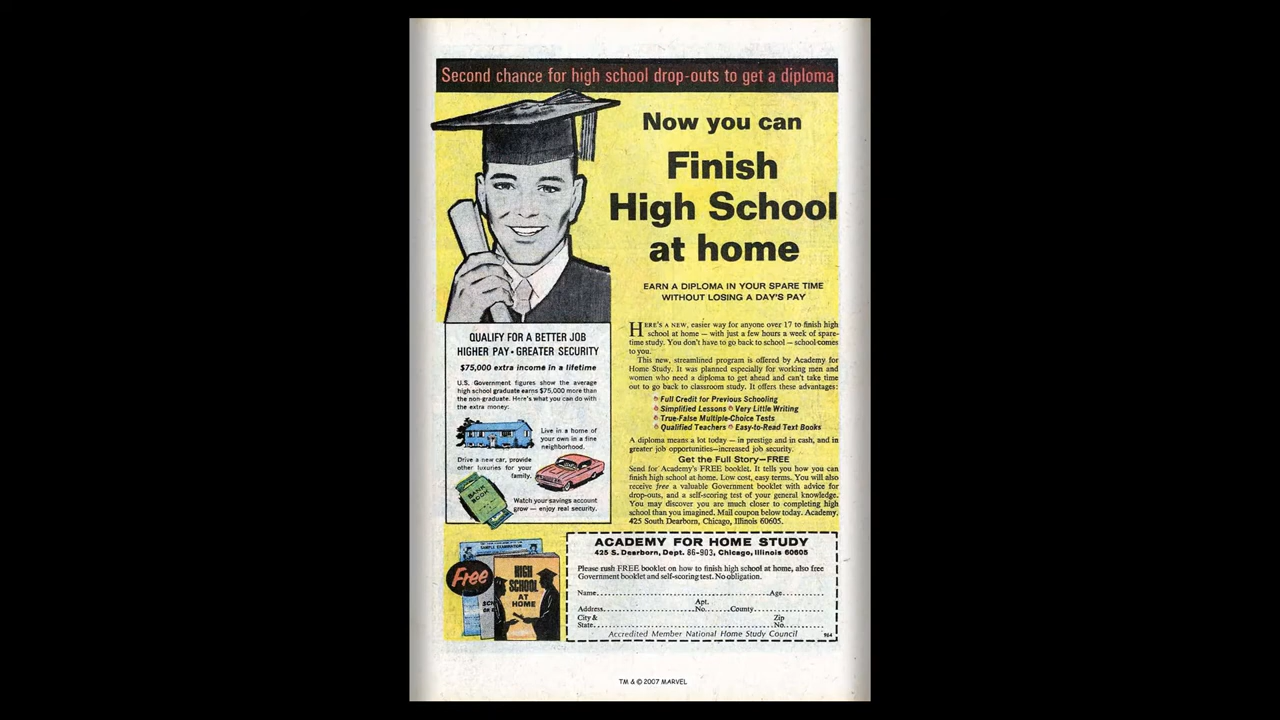 Second chance for high school drop-outs to get a diploma
Now you can
Finish
High School
at home
EARN A DIPLOMA IN YOUR SPARE TIME
WITHOUT LOSING A DAY'S PAY
HERE'S A NEW, easier way for anyone over 17 to finish high
school at home — with just a few hours a week of spare-
time study. You don't have to go back to school — school comes
to you.
This new, streamlined program is offered by Academy for
Home Study. It was planned especially for working men and
women who need a diploma to get ahead and can't take time
out to go back to classroom study. It offers these advantages:
Full Credit for Previous Schooling
Simplified Lessons Very Little Writing
True-False Multiple-Choice Tests
Qualified Teachers Easy-to-Read Text Books
A diploma means a lot today — in prestige and in cash, and in
greater job opportunities—increased job security.
Get the Full Story—FREE
Send for Academy's FREE booklet. It tells you how you can
finish high school at home. Low cost, easy terms. You will also
receive free a valuable Government booklet with advice for
drop-outs, and a self-scoring test of your general knowledge.
You may discover you are much closer to completing high
school than you imagined. Mail coupon below today. Academy,
425 South Dearborn, Chicago, Illinois 60605.
QUALIFY FOR A BETTER JOB
HIGHER PAY • GREATER SECURITY
$75,000 extra income in a lifetime
U.S. Government figures show the average
high school graduate earns $75,000 more than
the non-graduate. Here's what you can do with
the extra money:
Live in a home of
your own in a fine
neighborhood.
Drive a new car, provide
other luxuries for your
family.
BANK
BOOK
Watch your savings account
grow — enjoy real security.
SAMPLE EXAMINATION
Free
HIGH
SCHOOL
AT
HOME
ACADEMY FOR HOME STUDY
425 S. Dearborn, Dept. 86-903, Chicago, Illinois 60605
Please rush FREE booklet on how to finish high school at home, also free
Government booklet and self-scoring test. No obligation.
Name Age
Address Apt. No. County
City & State Zip No.
Accredited Member National Home Study Council 964
TM & © 2007 MARVEL